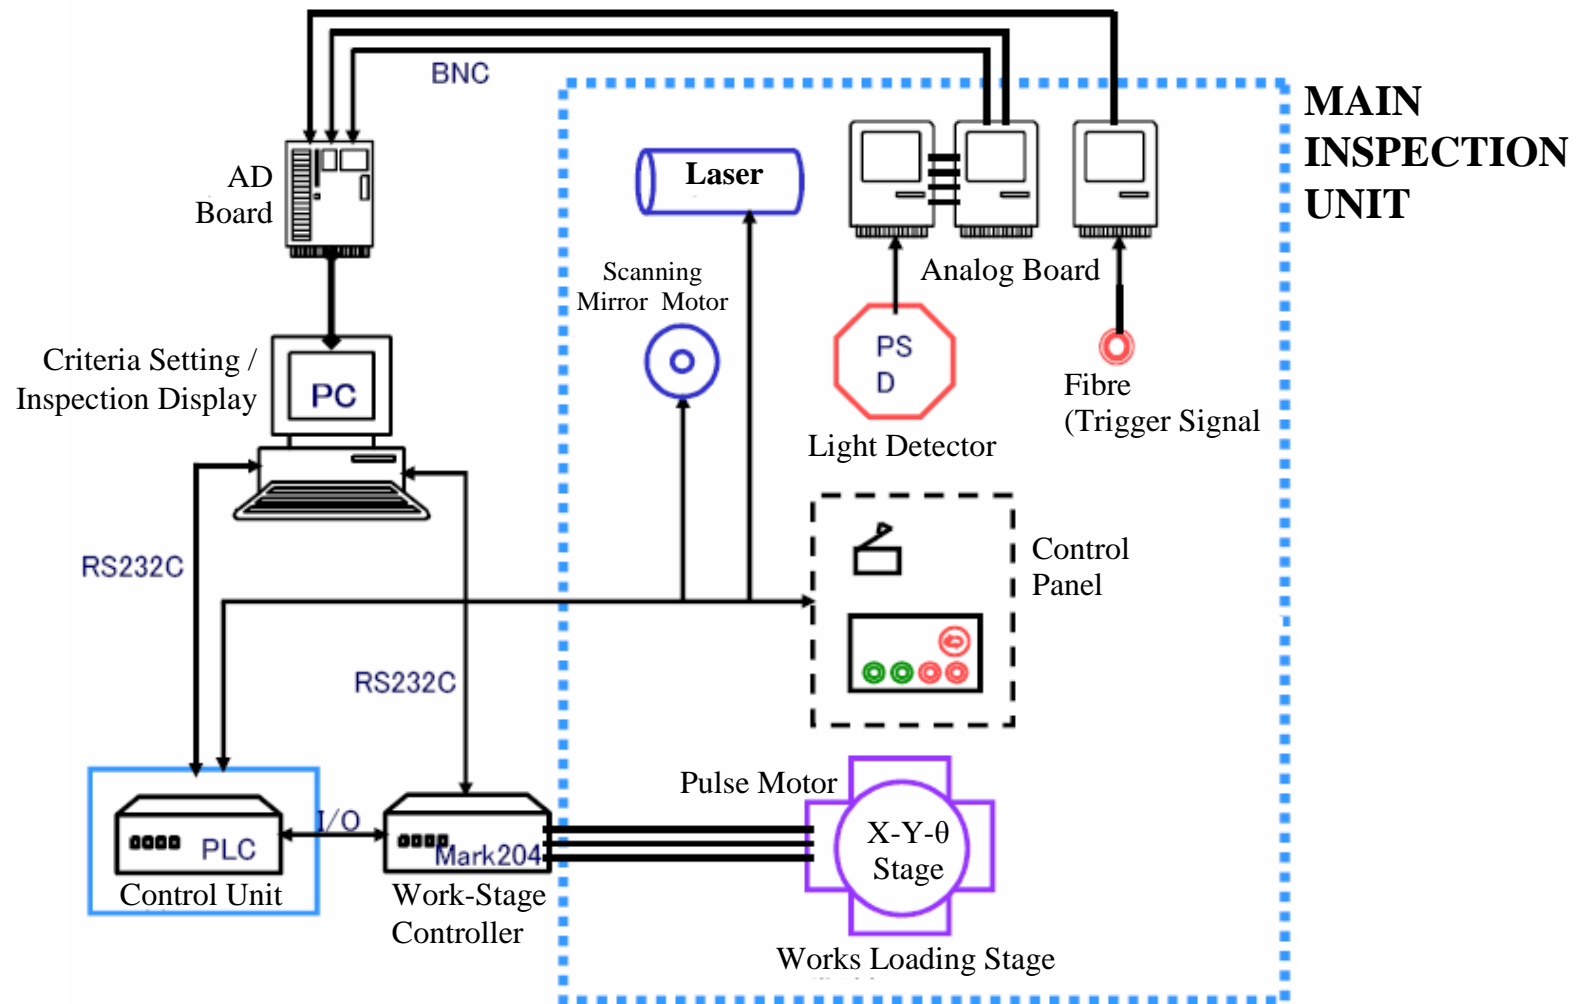 BNC
MAIN
INSPECTION
UNIT
AD
Board
Laser
Analog Board
Scanning
Mirror Motor
Criteria Setting /
Inspection Display
PC
PS
D
Light Detector
Fibre
(Trigger Signal
RS232C
Control
Panel
RS232C
Pulse Motor
X-Y-θ
Stage
I/O
PLC
Mark204
Control Unit
Work-Stage
Controller
Works Loading Stage